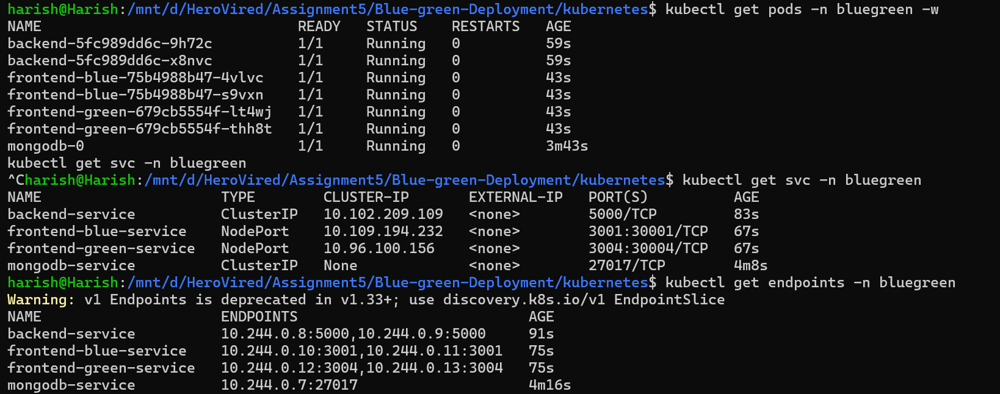 harish@Harish:/mnt/d/HeroVired/Assignment5/Blue-green-Deployment/kubernetes$ kubectl get pods -n bluegreen -w
NAME                              READY   STATUS    RESTARTS   AGE
backend-5fc989dd6c-9h72c          1/1     Running   0          59s
backend-5fc989dd6c-x8nvc          1/1     Running   0          59s
frontend-blue-75b4988b47-4vlvc    1/1     Running   0          43s
frontend-blue-75b4988b47-s9vxn    1/1     Running   0          43s
frontend-green-679cb5554f-lt4wj   1/1     Running   0          43s
frontend-green-679cb5554f-thh8t   1/1     Running   0          43s
mongodb-0                         1/1     Running   0          3m43s
kubectl get svc -n bluegreen
^Charish@Harish:/mnt/d/HeroVired/Assignment5/Blue-green-Deployment/kubernetes$ kubectl get svc -n bluegreen
NAME                     TYPE        CLUSTER-IP       EXTERNAL-IP   PORT(S)          AGE
backend-service          ClusterIP   10.102.209.109   <none>        5000/TCP         83s
frontend-blue-service    NodePort    10.109.194.232   <none>        3001:30001/TCP   67s
frontend-green-service   NodePort    10.96.100.156    <none>        3004:30004/TCP   67s
mongodb-service          ClusterIP   None             <none>        27017/TCP        4m8s
harish@Harish:/mnt/d/HeroVired/Assignment5/Blue-green-Deployment/kubernetes$ kubectl get endpoints -n bluegreen
Warning: v1 Endpoints is deprecated in v1.33+; use discovery.k8s.io/v1 EndpointSlice
NAME                     ENDPOINTS                           AGE
backend-service          10.244.0.8:5000,10.244.0.9:5000     91s
frontend-blue-service    10.244.0.10:3001,10.244.0.11:3001   75s
frontend-green-service   10.244.0.12:3004,10.244.0.13:3004   75s
mongodb-service          10.244.0.7:27017                    4m16s